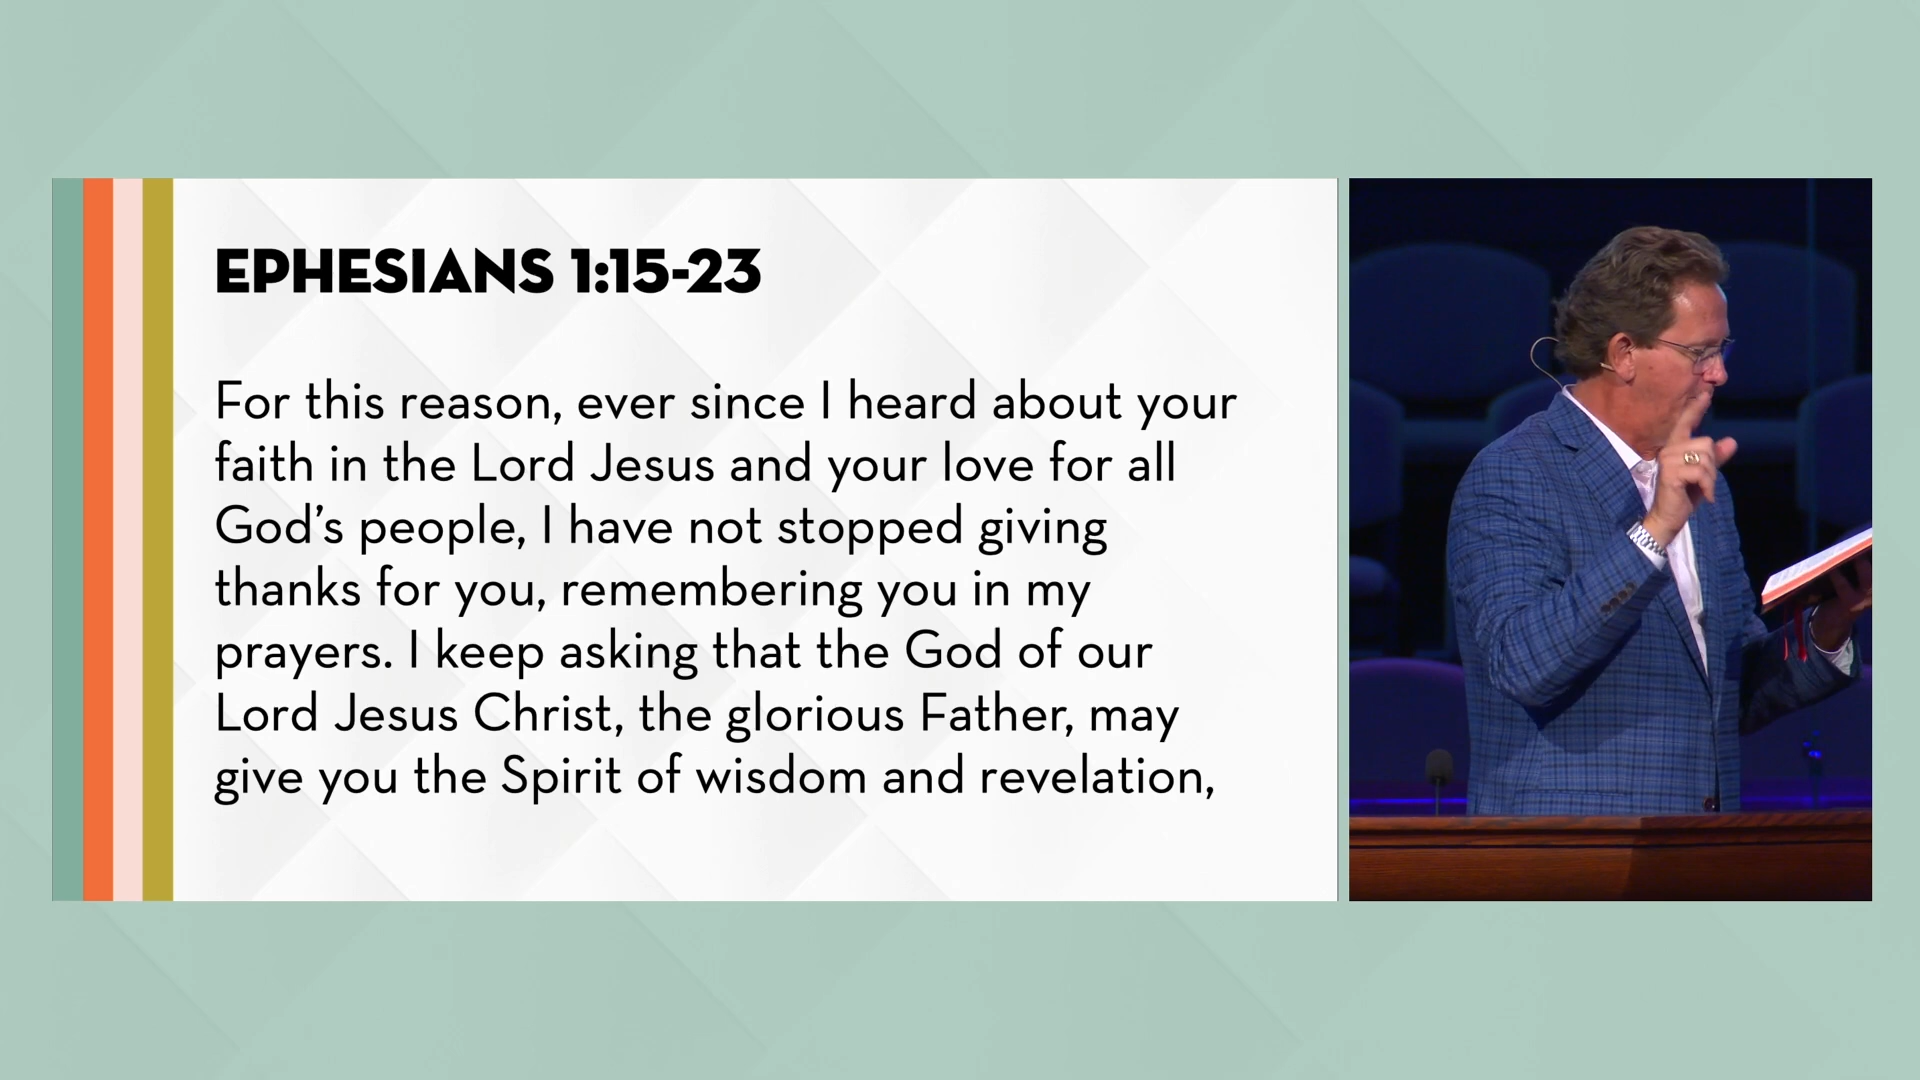 EPHESIANS 1:15-23
For this reason, ever since I heard about your
faith in the Lord Jesus and your love for all
God’s people, I have not stopped giving
thanks for you, remembering you in my
prayers. I keep asking that the God of our
Lord Jesus Christ, the glorious Father, may
give you the Spirit of wisdom and revelation,